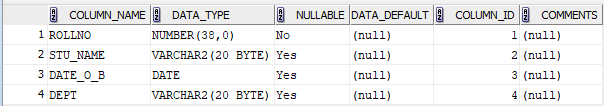 COLUMN_NAME DATA_TYPE NULLABLE DATA_DEFAULT COLUMN_ID COMMENTS
1 ROLLNO NUMBER(38,0) No (null) 1 (null)
2 STU_NAME VARCHAR2(20 BYTE) Yes (null) 2 (null)
3 DATE_O_B DATE Yes (null) 3 (null)
4 DEPT VARCHAR2(20 BYTE) Yes (null) 4 (null)